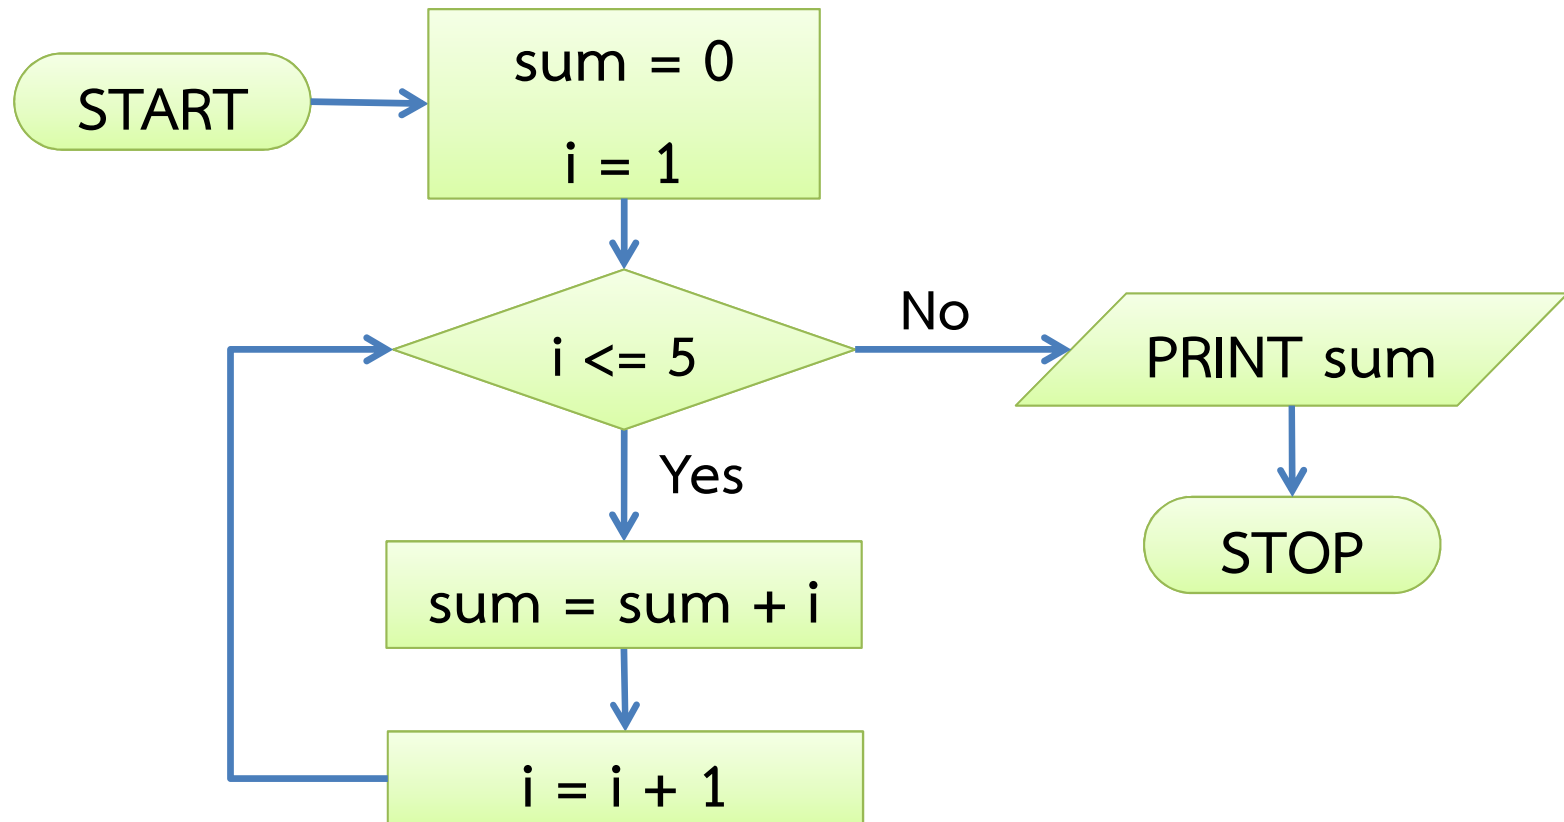 START
sum = 0
i = 1
i <= 5
No
PRINT sum
Yes
STOP
sum = sum + i
i = i + 1